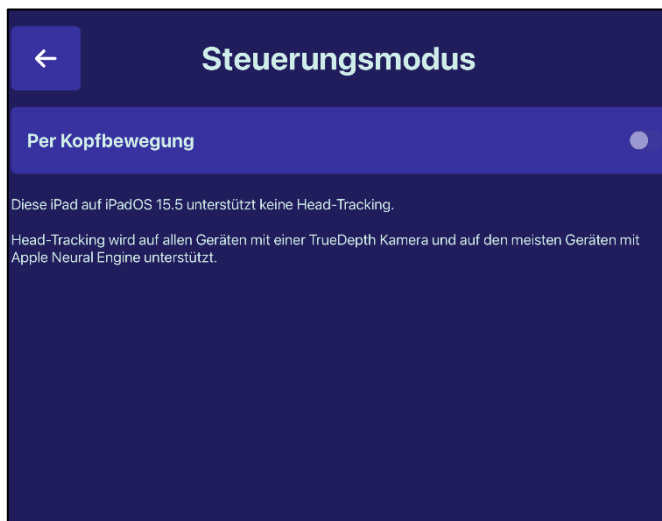 Steuerungsmodus
Per Kopfbewegung
Diese iPad auf iPadOS 15.5 unterstützt keine Head-Tracking.
Head-Tracking wird auf allen Geräten mit einer TrueDepth Kamera und auf den meisten Geräten mit
Apple Neural Engine unterstützt.